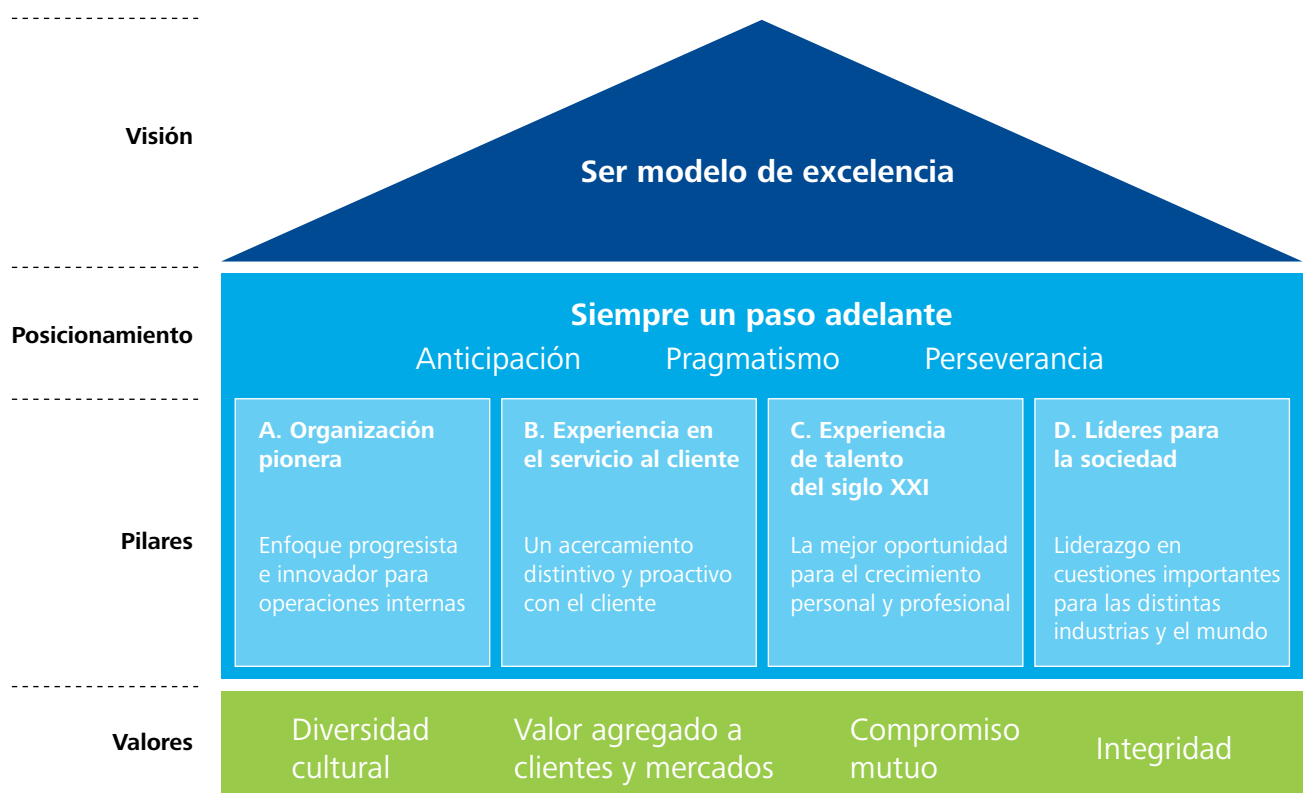 Visión
Ser modelo de excelencia
Posicionamiento
Siempre un paso adelante
Anticipación Pragmatismo Perseverancia
Pilares
A. Organización
pionera
Enfoque progresista
e innovador para
operaciones internas
B. Experiencia en
el servicio al cliente
Un acercamiento
distintivo y proactivo
con el cliente
C. Experiencia
de talento
del siglo XXI
La mejor oportunidad
para el crecimiento
personal y profesional
D. Líderes para
la sociedad
Liderazgo en
cuestiones importantes
para las distintas
industrias y el mundo
Valores
Diversidad
cultural
Valor agregado a
clientes y mercados
Compromiso
mutuo
Integridad